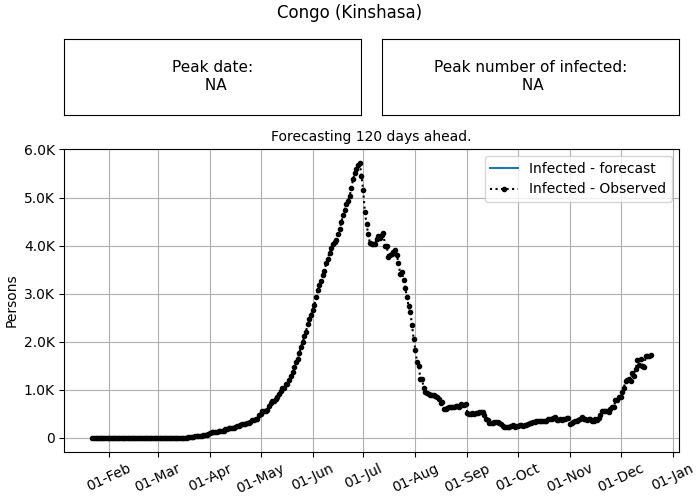 Congo (Kinshasa)
Peak date:
NA
Peak number of infected:
NA
Forecasting 120 days ahead.
Infected - forecast
Infected - Observed
6.0K
5.0K
4.0K
3.0K
2.0K
1.0K
0
Persons
01-Feb
01-Mar
01-Apr
01-May
01-Jun
01-Jul
01-Aug
01-Sep
01-Oct
01-Nov
01-Dec
01-Jan